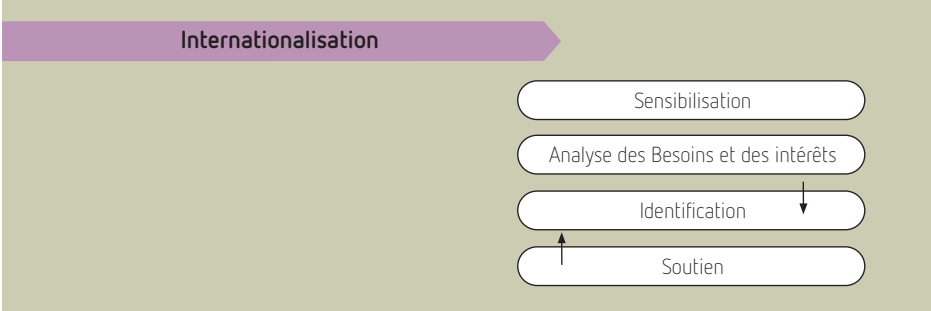 Internationalisation
Sensibilisation
Analyse des Besoins et des intérêts
Identification
Soutien